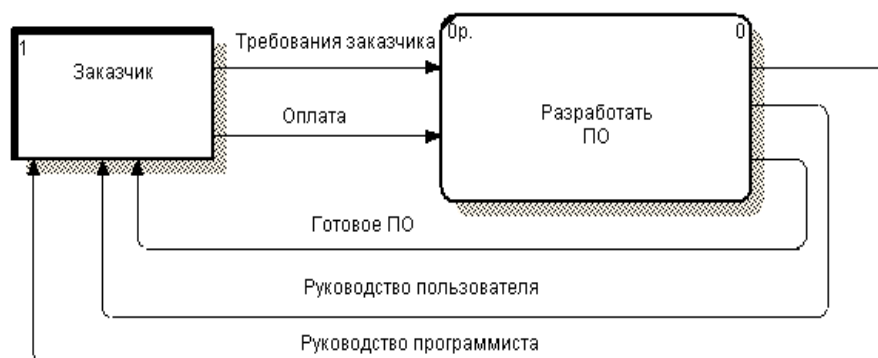 1
Заказчик
Требования заказчика
Оплата
0р.
0
Разработать
ПО
Готовое ПО
Руководство пользователя
Руководство программиста